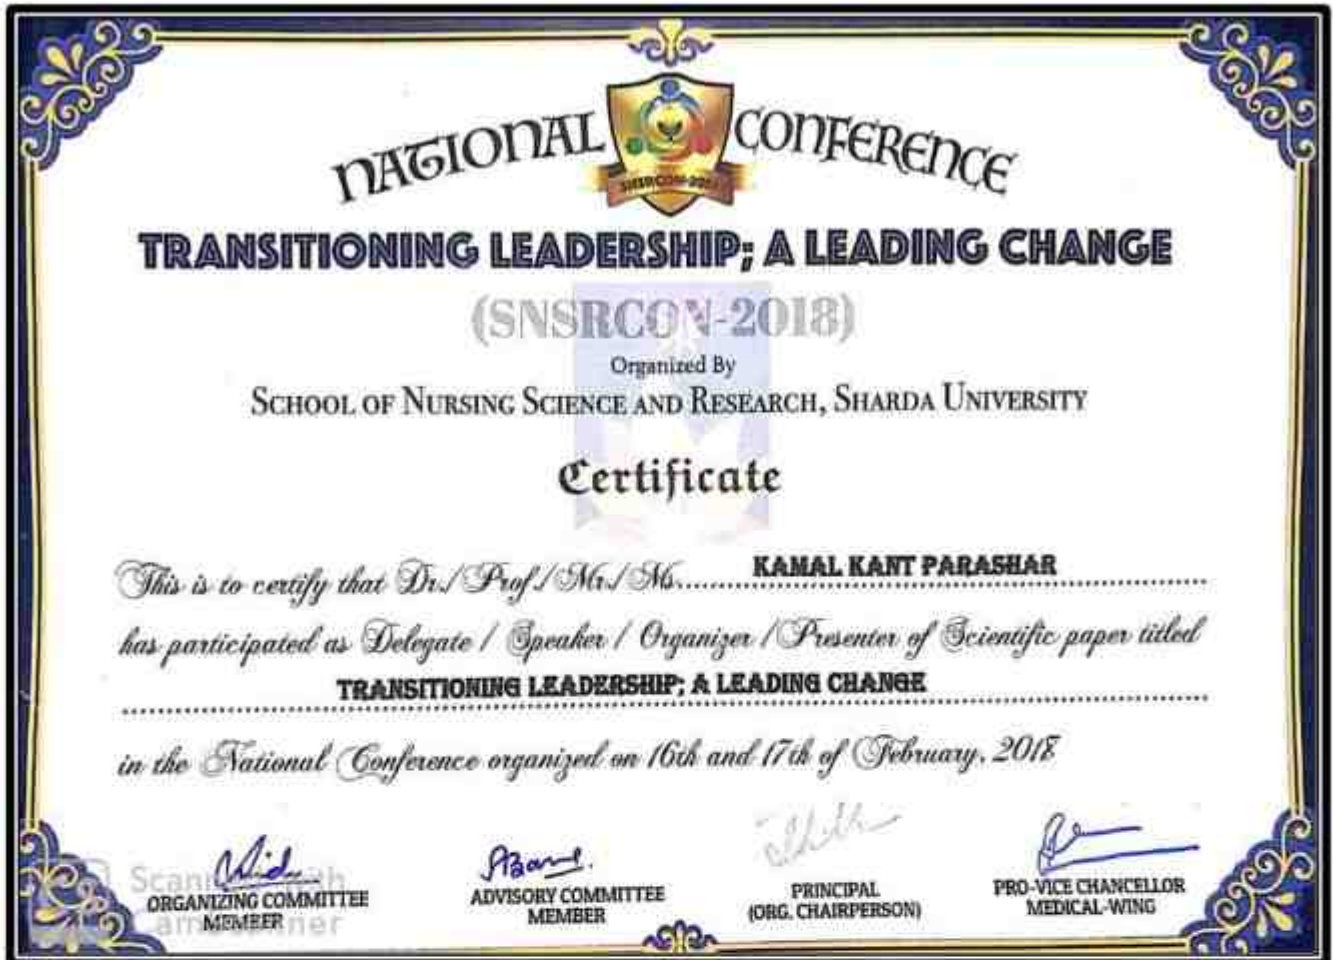 NATIONAL CONFERENCE
SNSRCON-2018
TRANSITIONING LEADERSHIP; A LEADING CHANGE
(SNSRCON-2018)
Organized By
SCHOOL OF NURSING SCIENCE AND RESEARCH, SHARDA UNIVERSITY
Certificate
This is to certify that Dr./Prof./Mr./Ms. KAMAL KANT PARASHAR
has participated as Delegate / Speaker / Organizer / Presenter of Scientific paper titled
TRANSITIONING LEADERSHIP; A LEADING CHANGE
in the National Conference organized on 16th and 17th of February, 2018
ORGANIZING COMMITTEE
MEMBER
ADVISORY COMMITTEE
MEMBER
PRINCIPAL
(ORG. CHAIRPERSON)
PRO-VICE CHANCELLOR
MEDICAL-WING